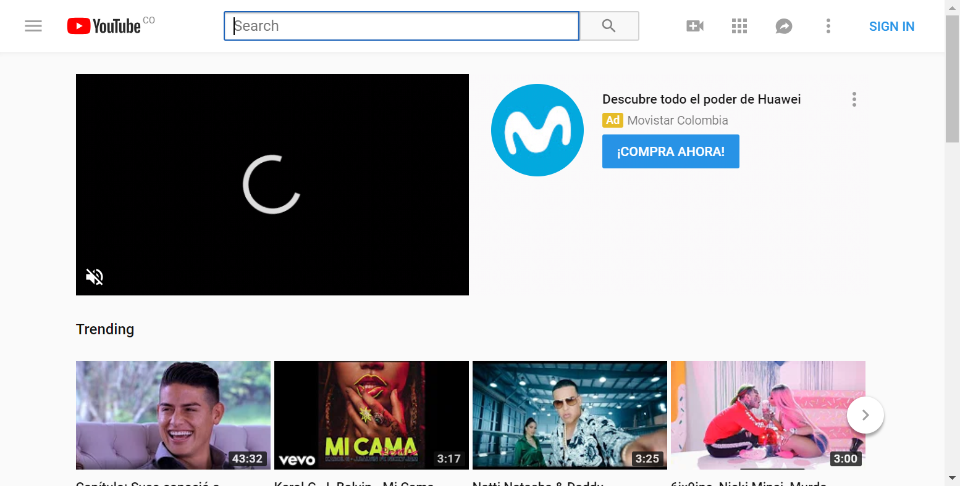 YouTube CO
Search
SIGN IN
Descubre todo el poder de Huawei
Ad Movistar Colombia
¡COMPRA AHORA!
Trending
43:32
MI CAMA
vevo 3:17
3:25
3:00